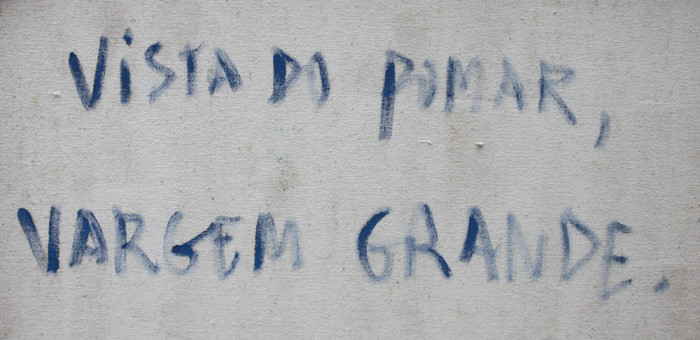 VISTA DO POMAR,
VARGEM GRANDE.